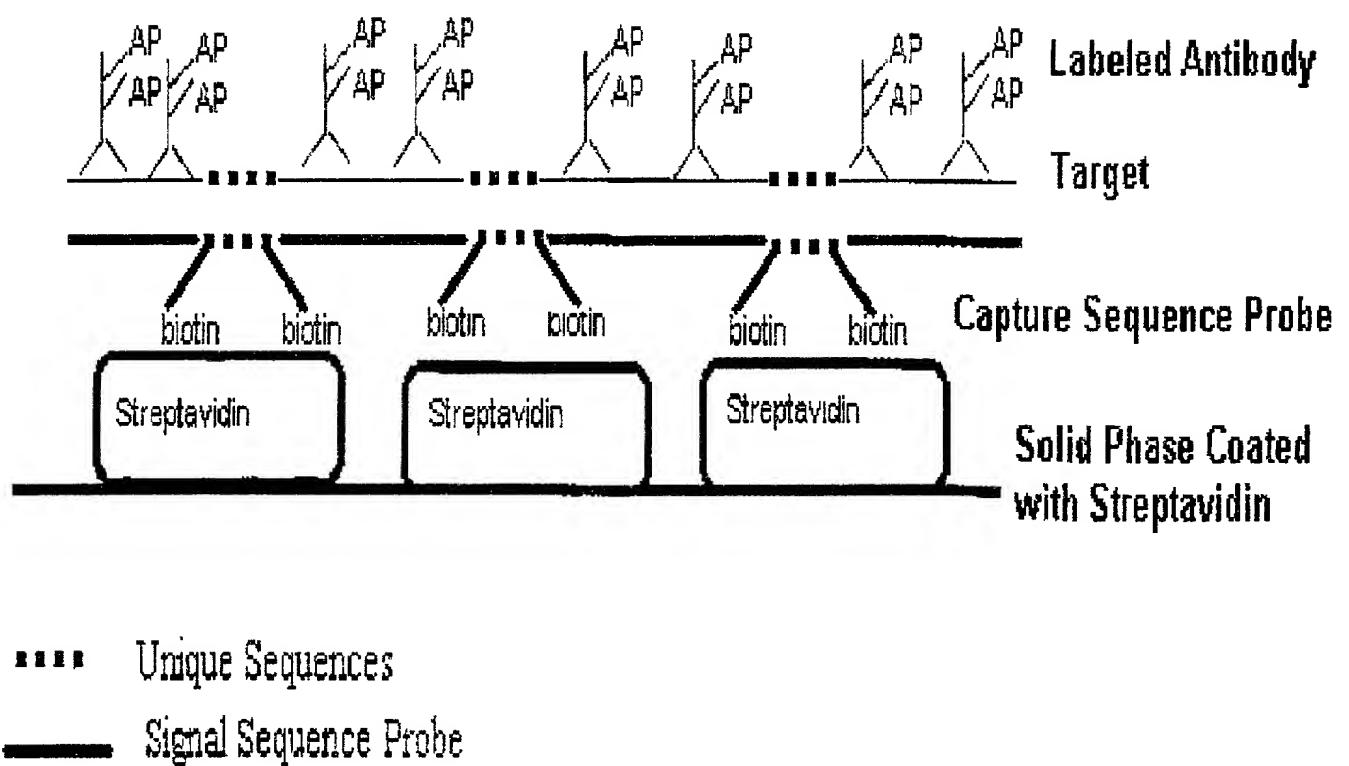 AP AP AP AP AP AP AP AP
AP AP AP AP AP AP AP AP
Labeled Antibody
Target
biotin biotin biotin biotin biotin biotin
Capture Sequence Probe
Streptavidin Streptavidin Streptavidin
Solid Phase Coated
with Streptavidin
Unique Sequences
Signal Sequence Probe